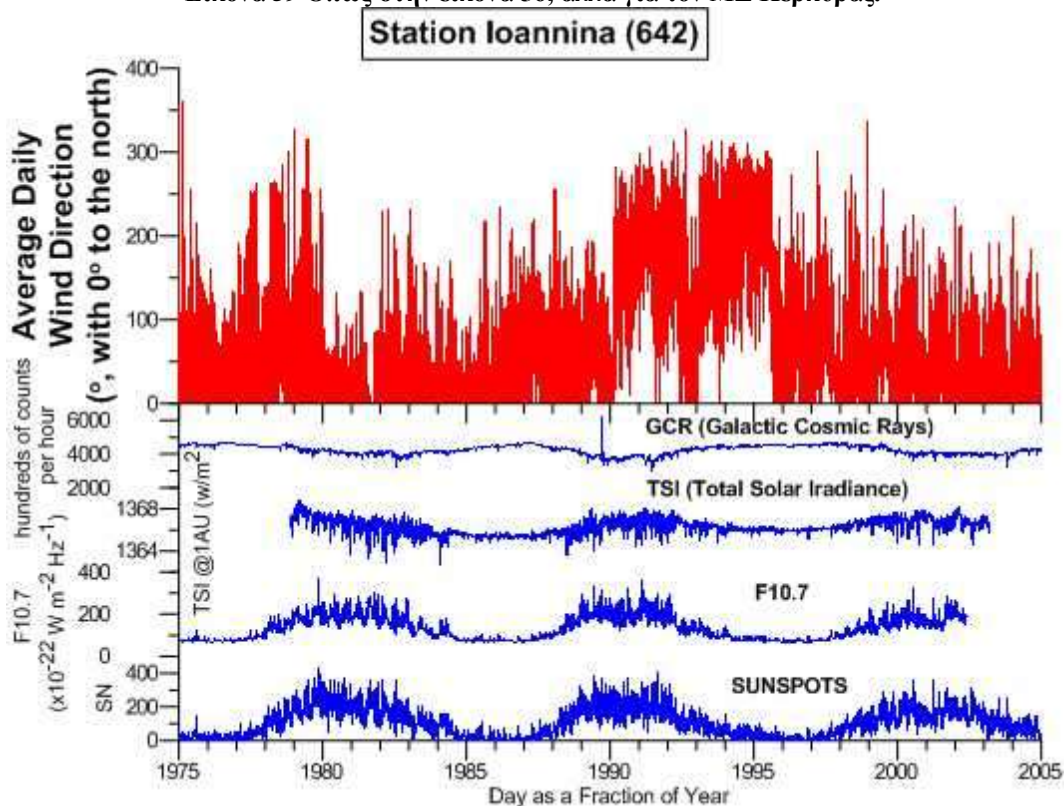 Station Ioannina (642)
Average Daily
Wind Direction
(°, with 0° to the north)
400
300
200
100
0
hundreds of counts
per hour
6000
4000
2000
GCR (Galactic Cosmic Rays)
TSI @1AU (w/m²)
1368
1364
TSI (Total Solar Irradiance)
F10.7
(x10⁻²² W m⁻² Hz⁻¹)
400
200
0
F10.7
SN
400
200
0
SUNSPOTS
1975 1980 1985 1990 1995 2000 2005
Day as a Fraction of Year